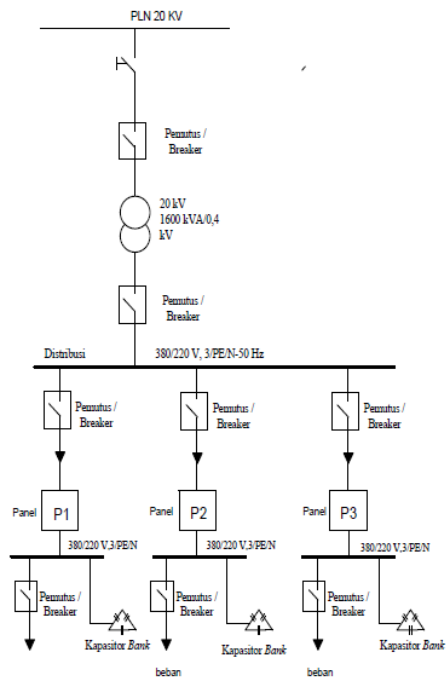 PLN 20 KV
Pemutus /
Breaker
20 kV
1600 kVA/0,4
kV
Pemutus /
Breaker
Distribusi
380/220 V, 3/PE/N-50 Hz
Pemutus /
Breaker
Pemutus /
Breaker
Pemutus /
Breaker
Panel
P1
Panel
P2
Panel
P3
380/220 V,3/PE/N
380/220 V,3/PE/N
380/220 V,3/PE/N
Pemutus /
Breaker
Kapasitor Bank
Pemutus /
Breaker
Kapasitor Bank
Pemutus /
Breaker
Kapasitor Bank
beban
beban